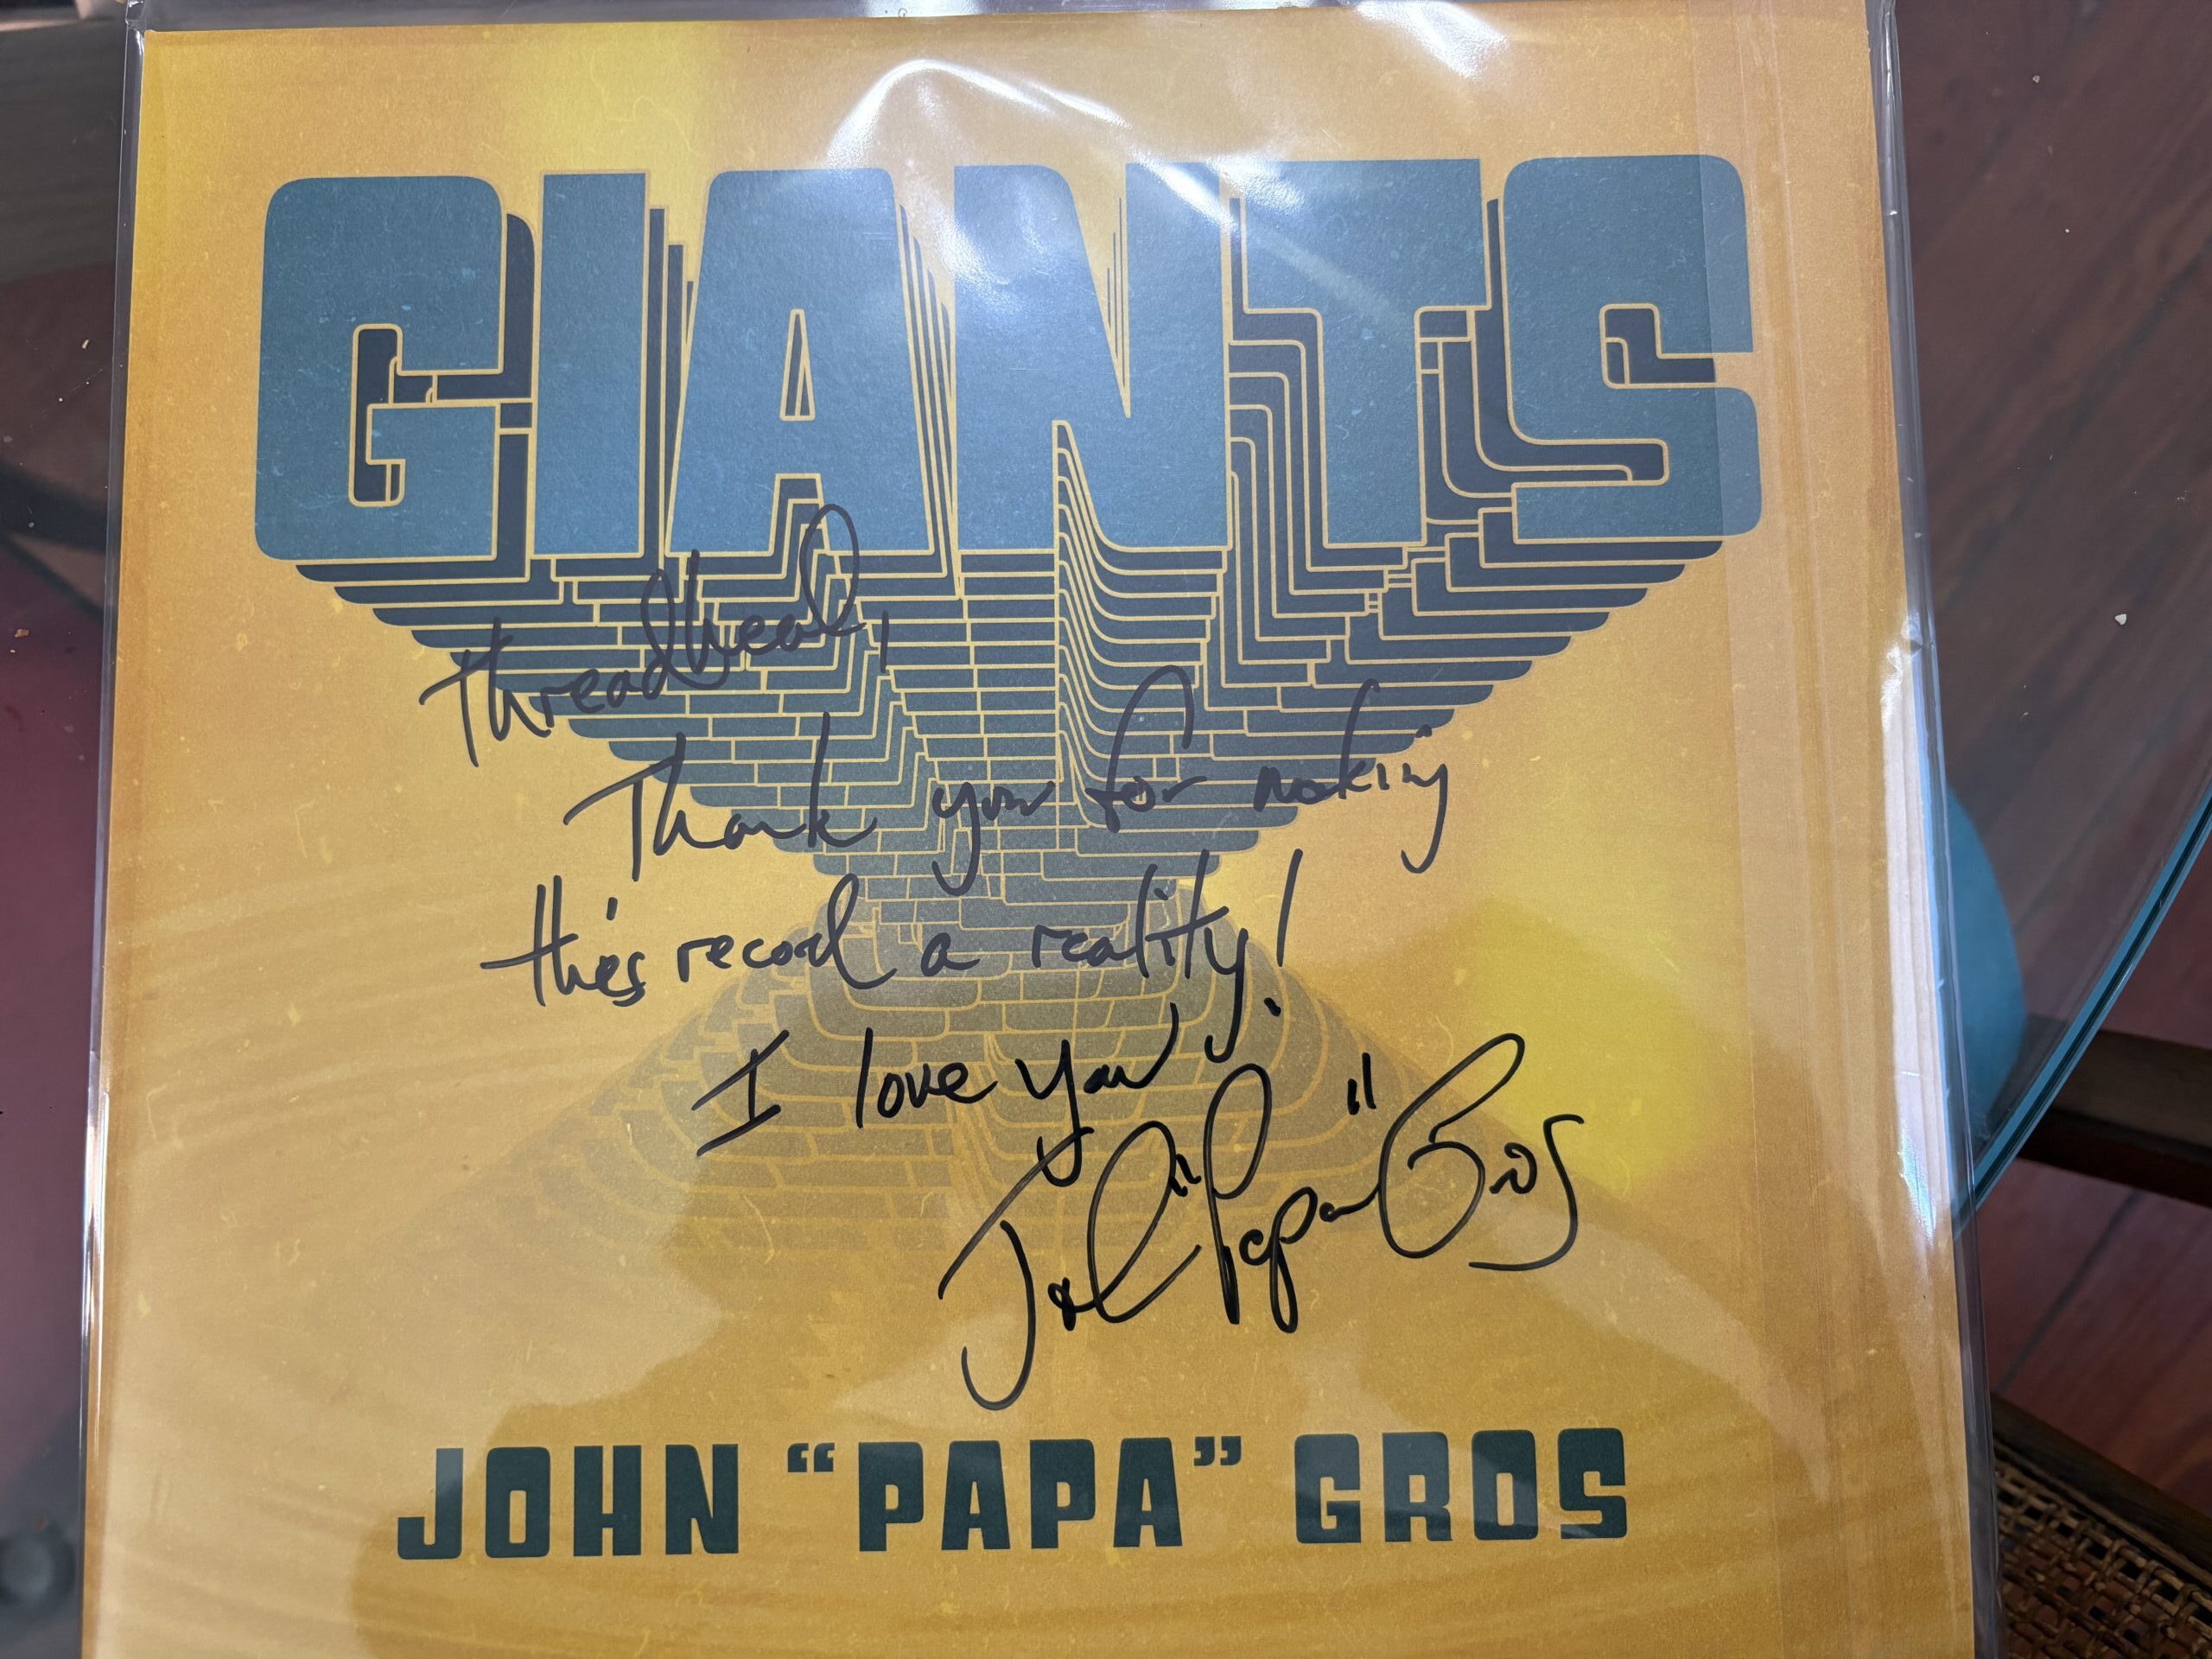 GIANTS
Threadhead,
Thank you for making
this record a reality!
I love you!
John "Papa" Gros
JOHN “PAPA” GROS